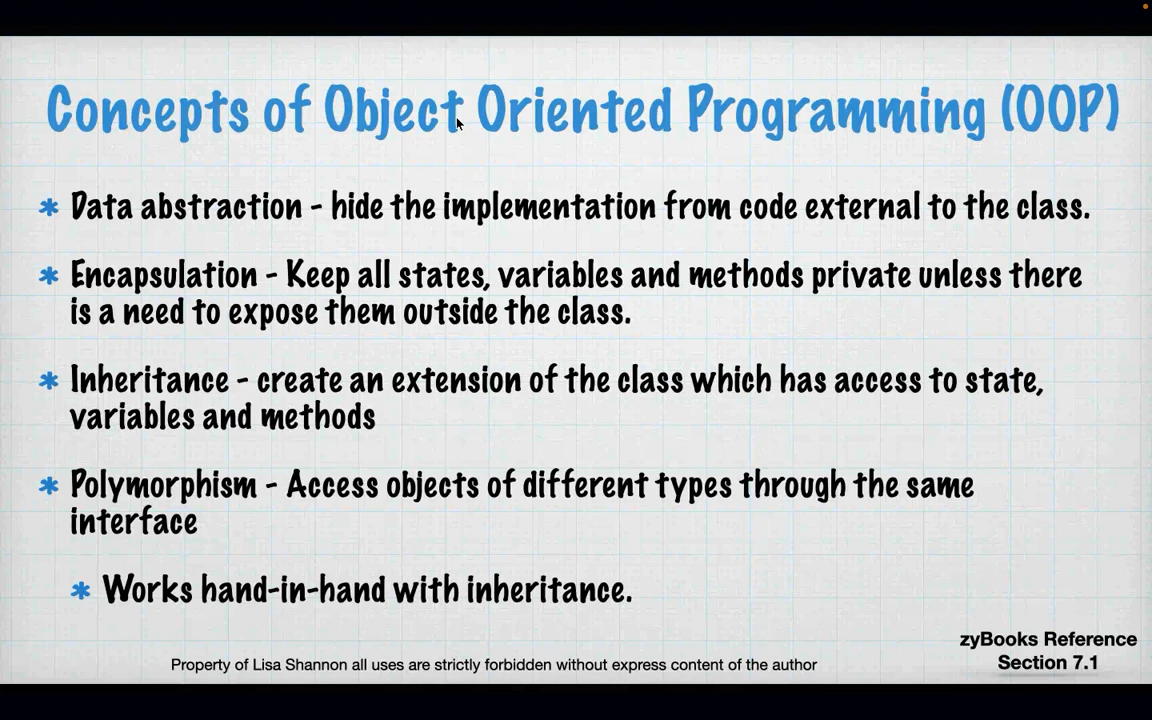 Concepts of Object Oriented Programming (OOP)
* Data abstraction - hide the implementation from code external to the class.
* Encapsulation - Keep all states, variables and methods private unless there
is a need to expose them outside the class.
* Inheritance - create an extension of the class which has access to state,
variables and methods
* Polymorphism - Access objects of different types through the same
interface
* Works hand-in-hand with inheritance.
zyBooks Reference
Section 7.1
Property of Lisa Shannon all uses are strictly forbidden without express content of the author